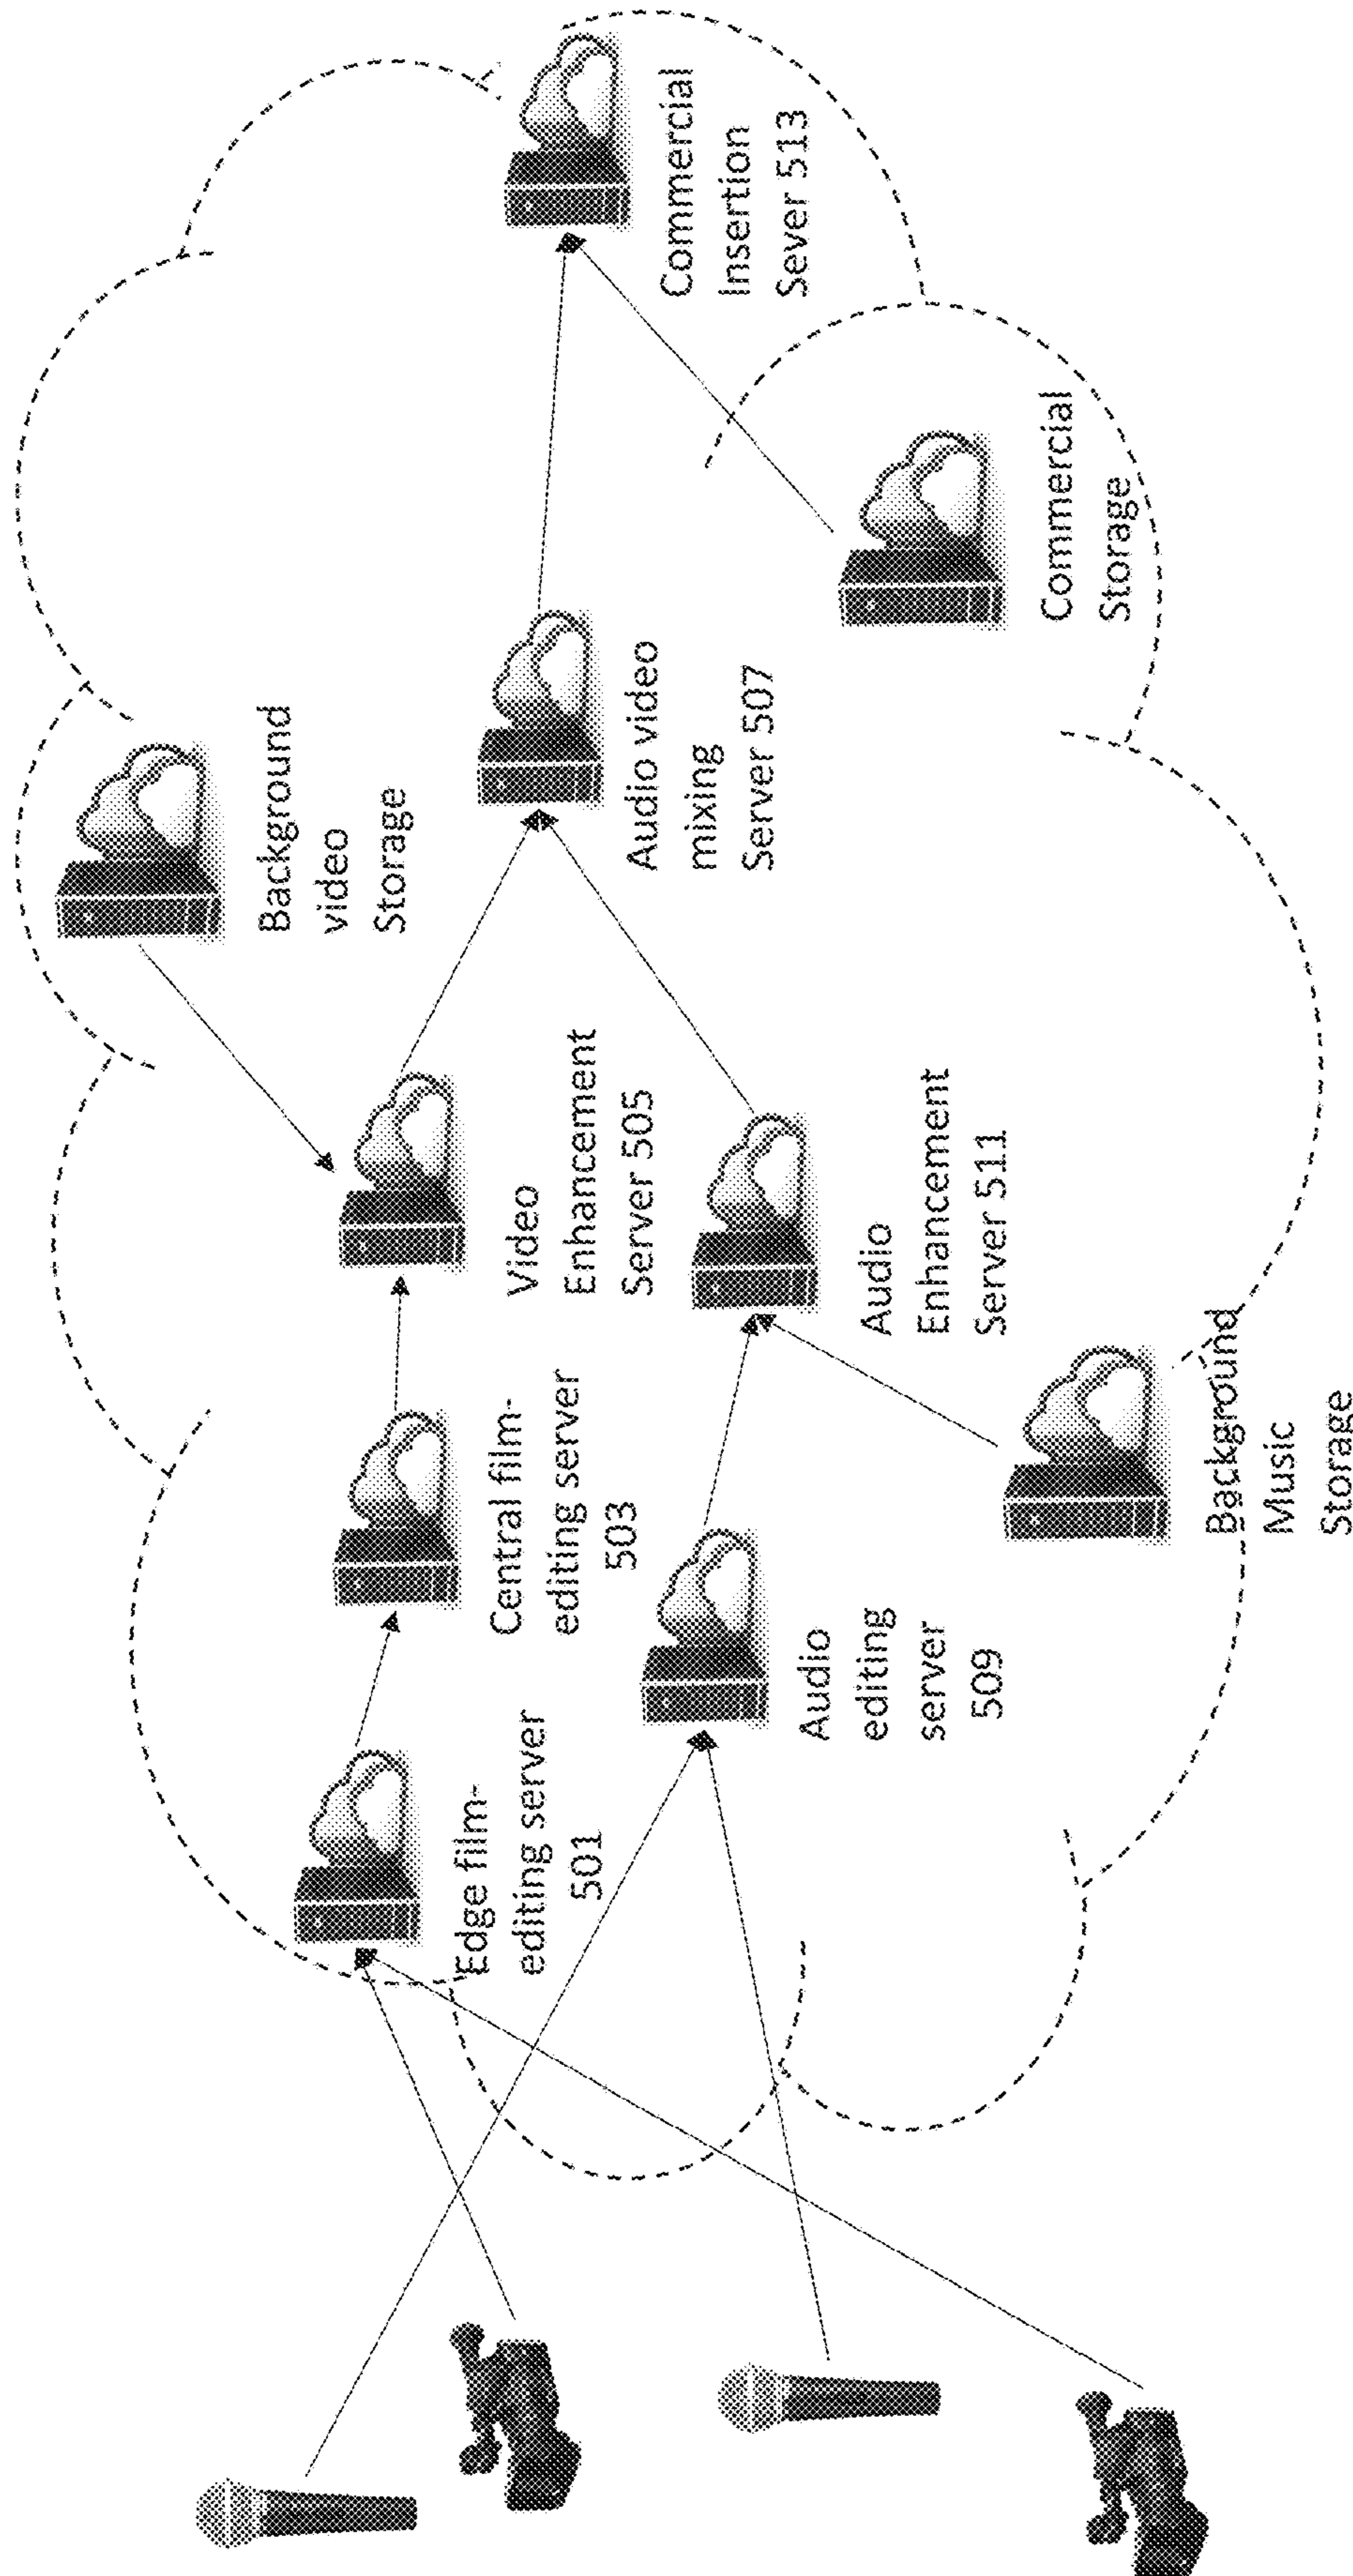 Edge film-
editing server
501
Central film-
editing server
503
Video
Enhancement
Server 505
Background
video
Storage
Audio
editing
server
509
Audio
Enhancement
Server 511
Background
Music
Storage
Audio video
mixing
Server 507
Commercial
Storage
Commercial
Insertion
Sever 513